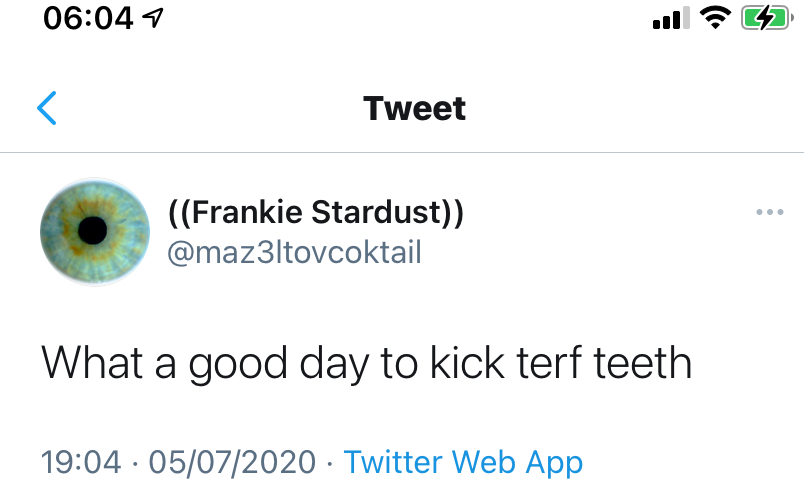 06:04
Tweet
((Frankie Stardust))
@maz3ltovcoktail
What a good day to kick terf teeth
19:04 · 05/07/2020 · Twitter Web App